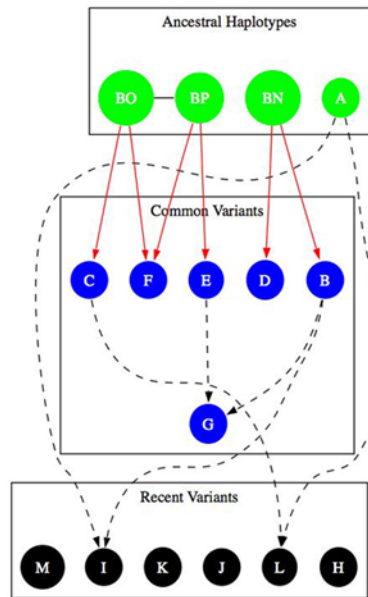 Ancestral Haplotypes
BO BP BN A
Common Variants
C F E D B
G
Recent Variants
M I K J L H